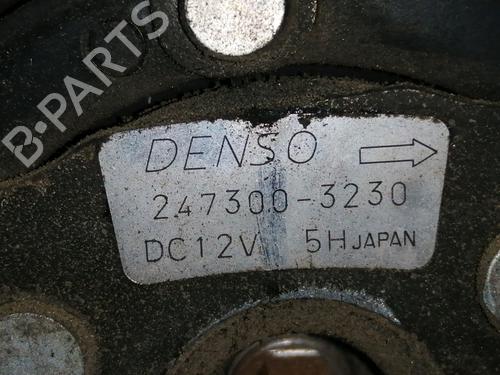 B-PARTS
DENSO
247300-3230
DC12V 5H JAPAN